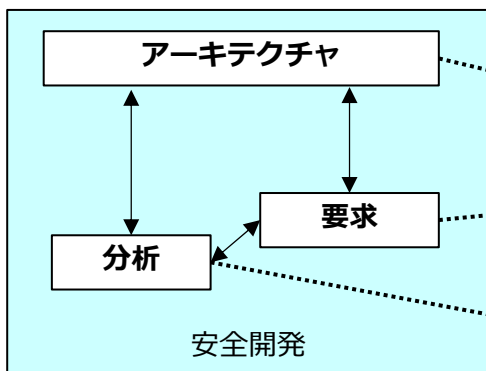 アーキテクチャ
要求
分析
安全開発